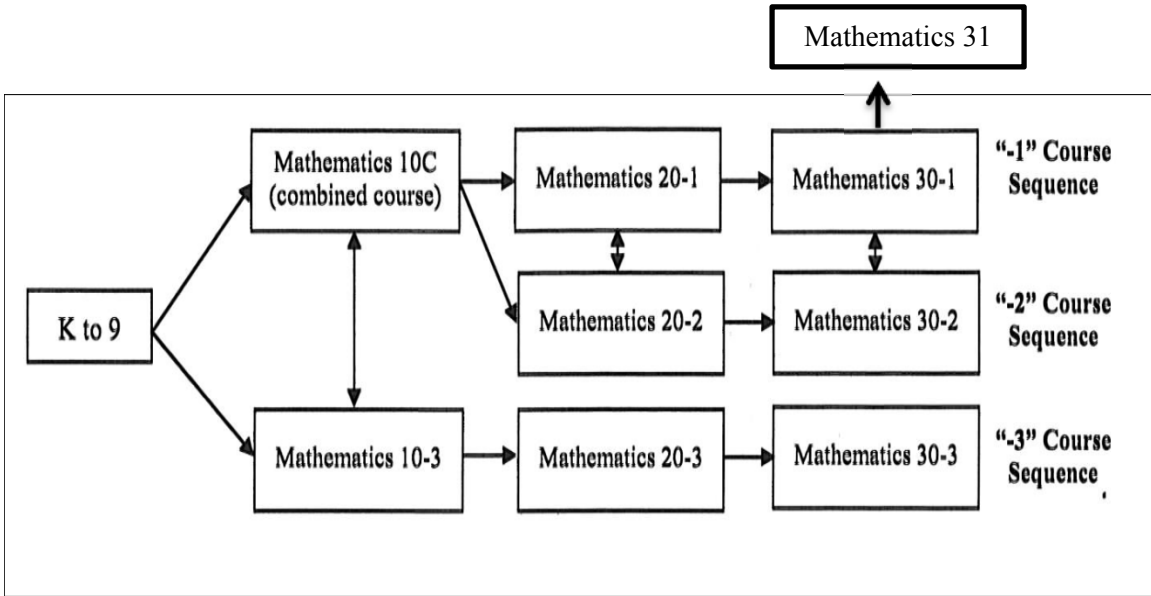 Mathematics 31
Mathematics 10C
(combined course)
Mathematics 20-1
Mathematics 30-1
“-1” Course
Sequence
K to 9
Mathematics 20-2
Mathematics 30-2
“-2” Course
Sequence
Mathematics 10-3
Mathematics 20-3
Mathematics 30-3
“-3” Course
Sequence